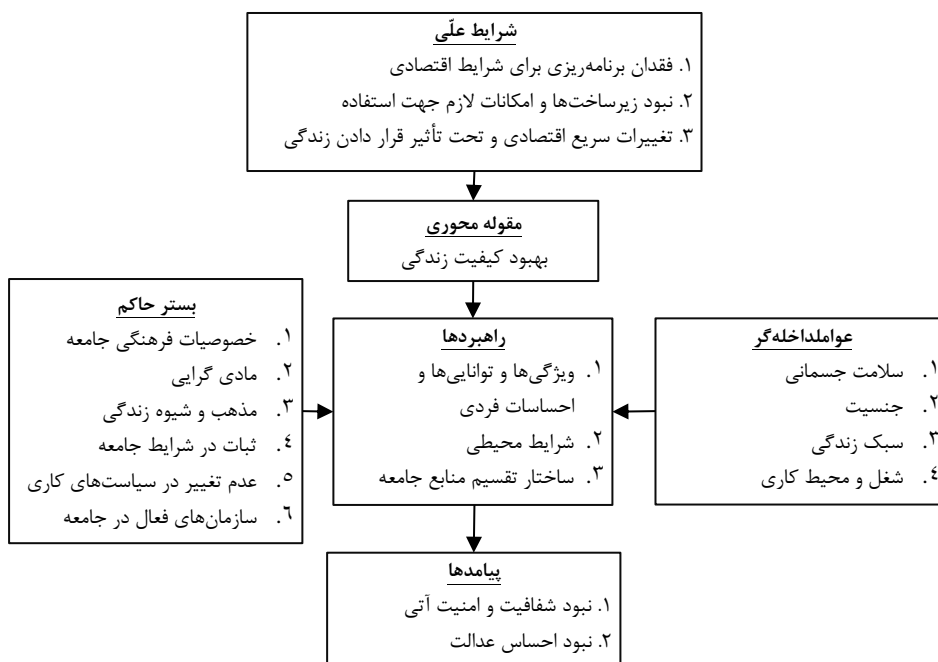 شرایط علّی
۱. فقدان برنامه‌ریزی برای شرایط اقتصادی
۲. نبود زیرساخت‌ها و امکانات لازم جهت استفاده
۳. تغییرات سریع اقتصادی و تحت تأثیر قرار دادن زندگی
مقوله محوری
بهبود کیفیت زندگی
عوامل‌داخله‌گر
۱. سلامت جسمانی
۲. جنسیت
۳. سبک زندگی
٤. شغل و محیط کاری
راهبردها
۱. ویژگی‌ها و توانایی‌ها و
احساسات فردی
۲. شرایط محیطی
۳. ساختار تقسیم منابع جامعه
بستر حاکم
۱. خصوصیات فرهنگی جامعه
۲. مادی گرایی
۳. مذهب و شیوه زندگی
٤. ثبات در شرایط جامعه
۵. عدم تغییر در سیاست‌های کاری
٦. سازمان‌های فعال در جامعه
پیامدها
۱. نبود شفافیت و امنیت آتی
۲. نبود احساس عدالت